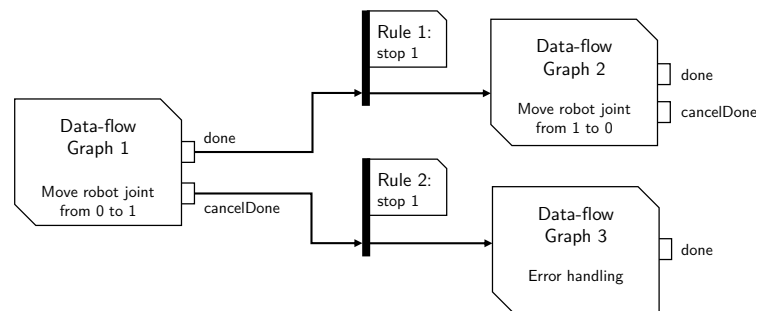 Data-flow
Graph 1
Move robot joint
from 0 to 1
done
cancelDone
Rule 1:
stop 1
Rule 2:
stop 1
Data-flow
Graph 2
Move robot joint
from 1 to 0
done
cancelDone
Data-flow
Graph 3
Error handling
done